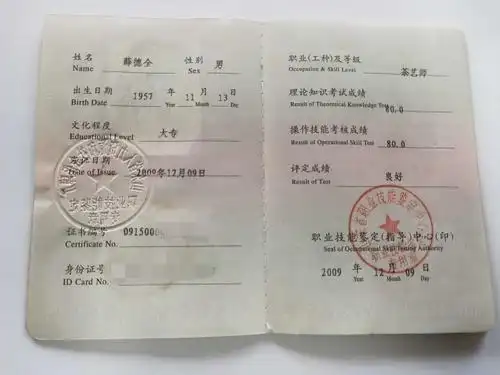 姓名 薛德全 性别 男
Name Sex
出生日期 1957 年 11 月 13 日
Birth Date Year Month Day
文化程度 大专
Educational Level
发证日期 2009年12月09日
Date of Issue
证书编号 0915000
Certificate No.
身份证号
ID Card No.
职业(工种)及等级 茶艺师
Occupation & Skill Level
理论知识考试成绩 80.0
Result of Theoretical Knowledge Test
操作技能考核成绩 80.0
Result of Operational Skill Test
评定成绩 良好
Result of Test
职业技能鉴定(指导)中心(印)
Seal of Occupational Skill Testing Authority
2009 年 12 月 09 日
Year Month Day